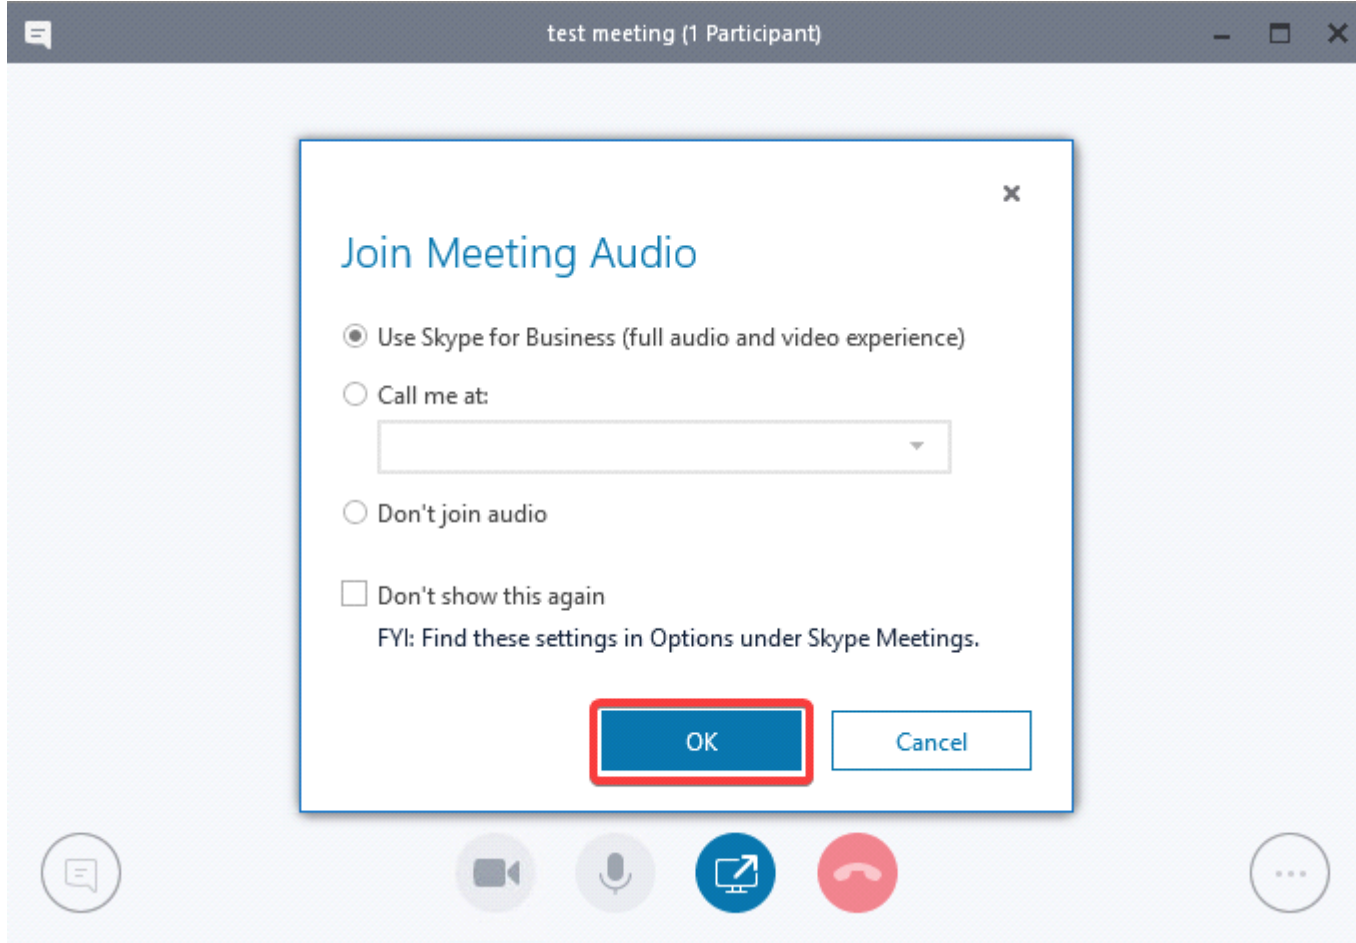 test meeting (1 Participant)
Join Meeting Audio
Use Skype for Business (full audio and video experience)
Call me at:
Don't join audio
Don't show this again
FYI: Find these settings in Options under Skype Meetings.
OK
Cancel